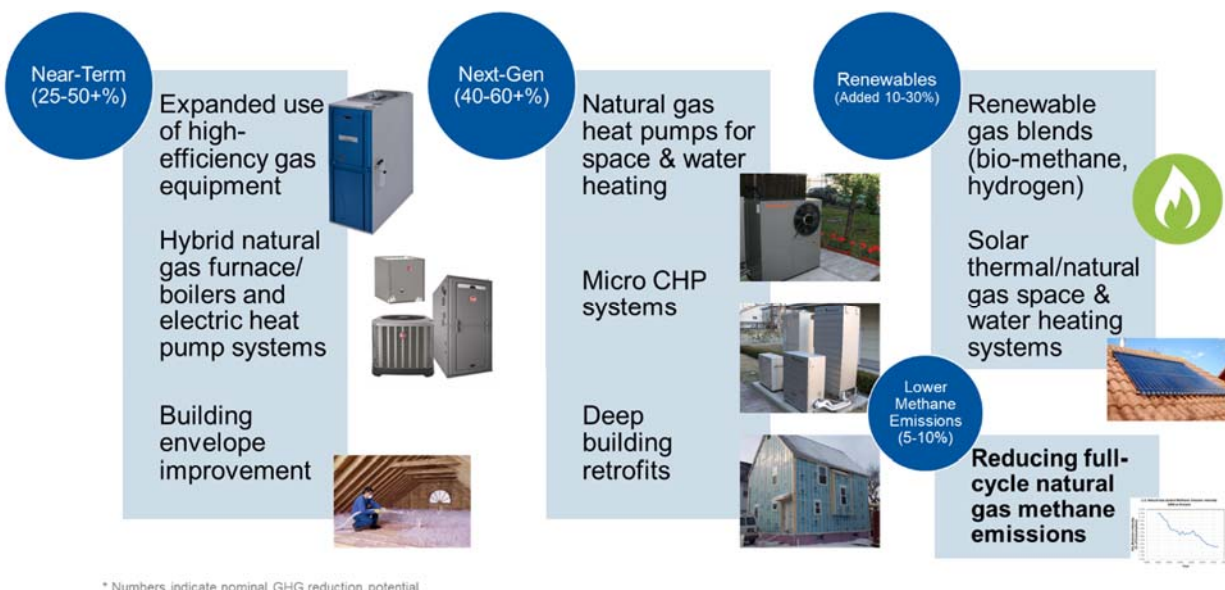 Near-Term
(25-50+%)
Expanded use
of high-
efficiency gas
equipment
Hybrid natural
gas furnace/
boilers and
electric heat
pump systems
Building
envelope
improvement
Next-Gen
(40-60+%)
Natural gas
heat pumps for
space & water
heating
Micro CHP
systems
Deep
building
retrofits
Renewables
(Added 10-30%)
Renewable
gas blends
(bio-methane,
hydrogen)
Solar
thermal/natural
gas space &
water heating
systems
Lower
Methane
Emissions
(5-10%)
Reducing full-
cycle natural
gas methane
emissions
* Numbers indicate nominal GHG reduction potential